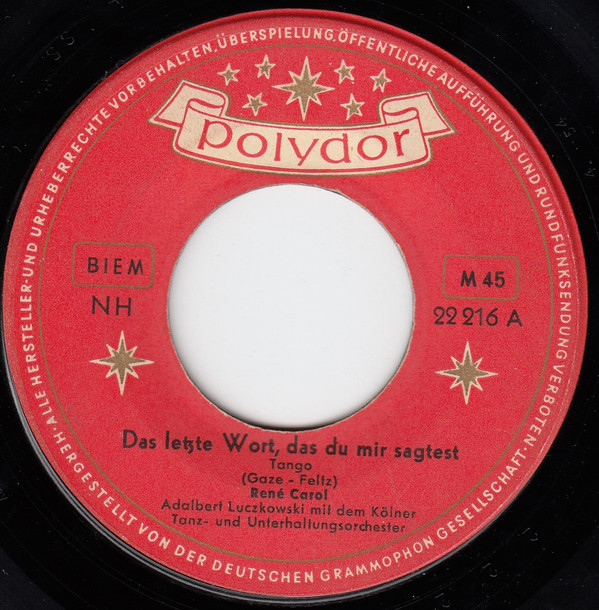 ALLE HERSTELLER-UND URHEBERRECHTE VORBEHALTEN, ÜBERSPIELUNG, ÖFFENTLICHE AUFFÜHRUNG UND RUNDFUNKSENDUNG VERBOTEN·
polydor
BIEM
NH
M 45
22 216 A
Das letzte Wort, das du mir sagtest
Tango
(Gaze - Feltz)
René Carol
Adalbert Luczkowski mit dem Kölner
Tanz- und Unterhaltungsorchester
·HERGESTELLT VON DER DEUTSCHEN GRAMMOPHON GESELLSCHAFT·